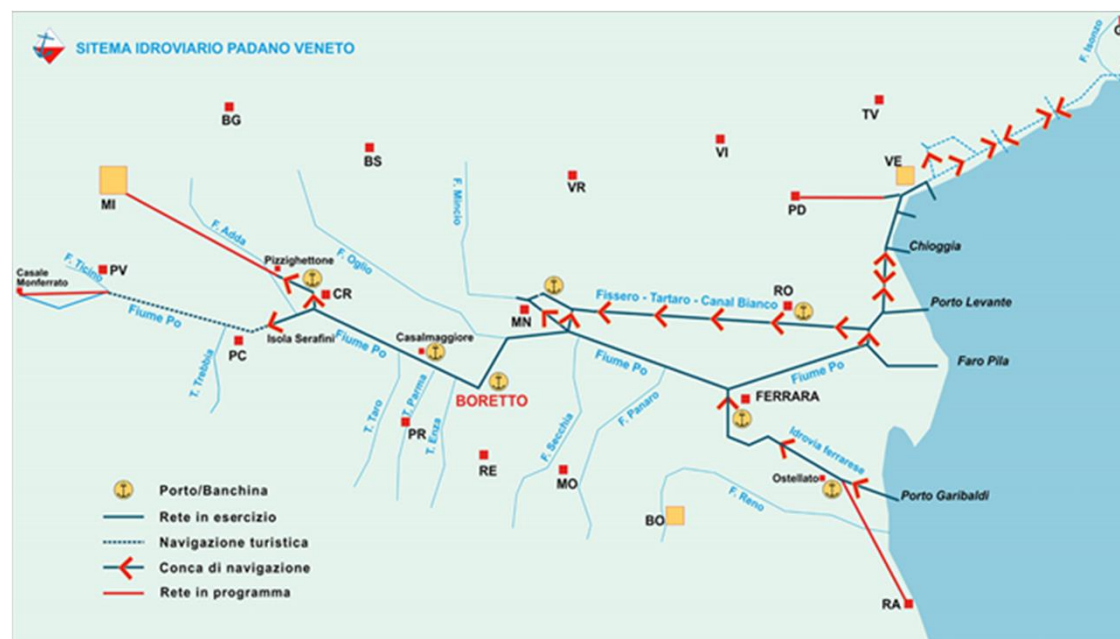 SITEMA IDROVIARIO PADANO VENETO
F. Isonzo
BG
TV
BS
VI
VE
VR
F. Mincio
MI
PD
F. Adda
F. Oglio
Chioggia
Pizzighettone
F. Ticino
PV
Casale
Monferrato
CR
RO
Fissero - Tartaro - Canal Bianco
Porto Levante
MN
Fiume Po
Isola Serafini
PC
Fiume Po
Casalmaggiore
Fiume Po
Fiume Po
Faro Pila
T. Trebbia
BORETTO
FERRARA
T. Taro
T. Parma
T. Enza
PR
F. Secchia
F. Panaro
RE
MO
Idrovia ferrarese
Ostellato
Porto Garibaldi
F. Reno
BO
Porto/Banchina
Rete in esercizio
Navigazione turistica
Conca di navigazione
Rete in programma
RA